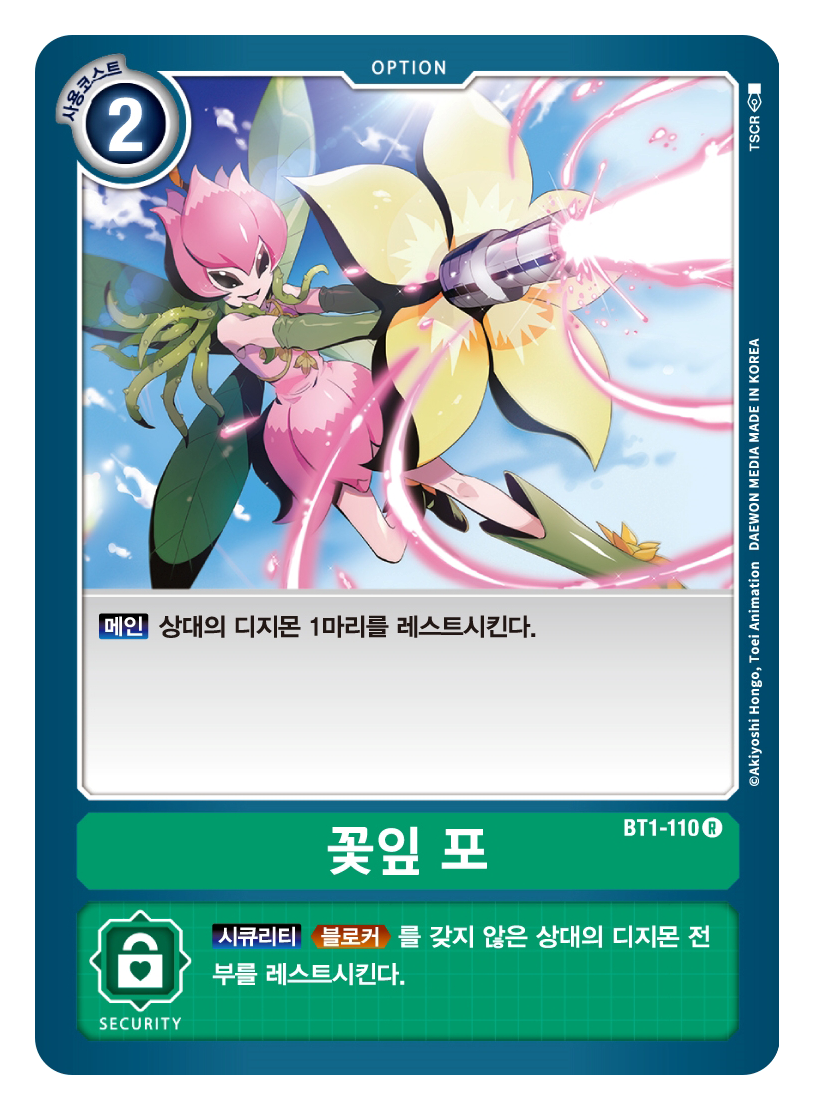 OPTION
사용코스트
2
TSCR
메인 상대의 디지몬 1마리를 레스트시킨다.
©Akiyoshi Hongo, Toei Animation DAEWON MEDIA MADE IN KOREA
BT1-110 R
꽃잎 포
시큐리티 블로커 를 갖지 않은 상대의 디지몬 전
부를 레스트시킨다.
SECURITY